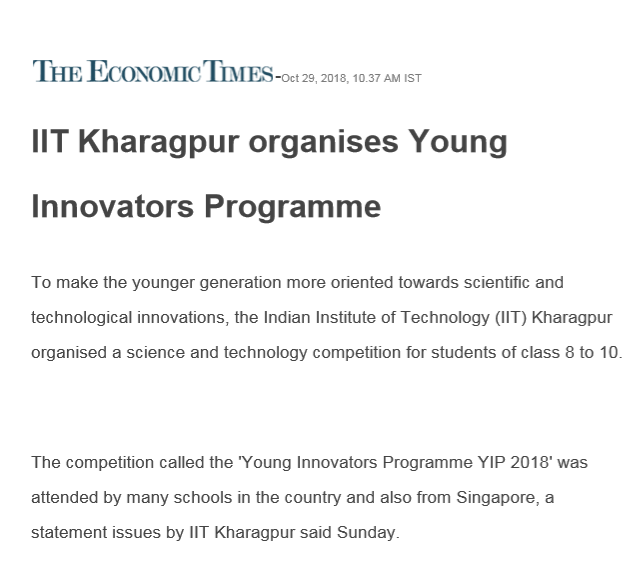 THE ECONOMIC TIMES-Oct 29, 2018, 10.37 AM IST
IIT Kharagpur organises Young
Innovators Programme
To make the younger generation more oriented towards scientific and
technological innovations, the Indian Institute of Technology (IIT) Kharagpur
organised a science and technology competition for students of class 8 to 10.
The competition called the 'Young Innovators Programme YIP 2018' was
attended by many schools in the country and also from Singapore, a
statement issues by IIT Kharagpur said Sunday.